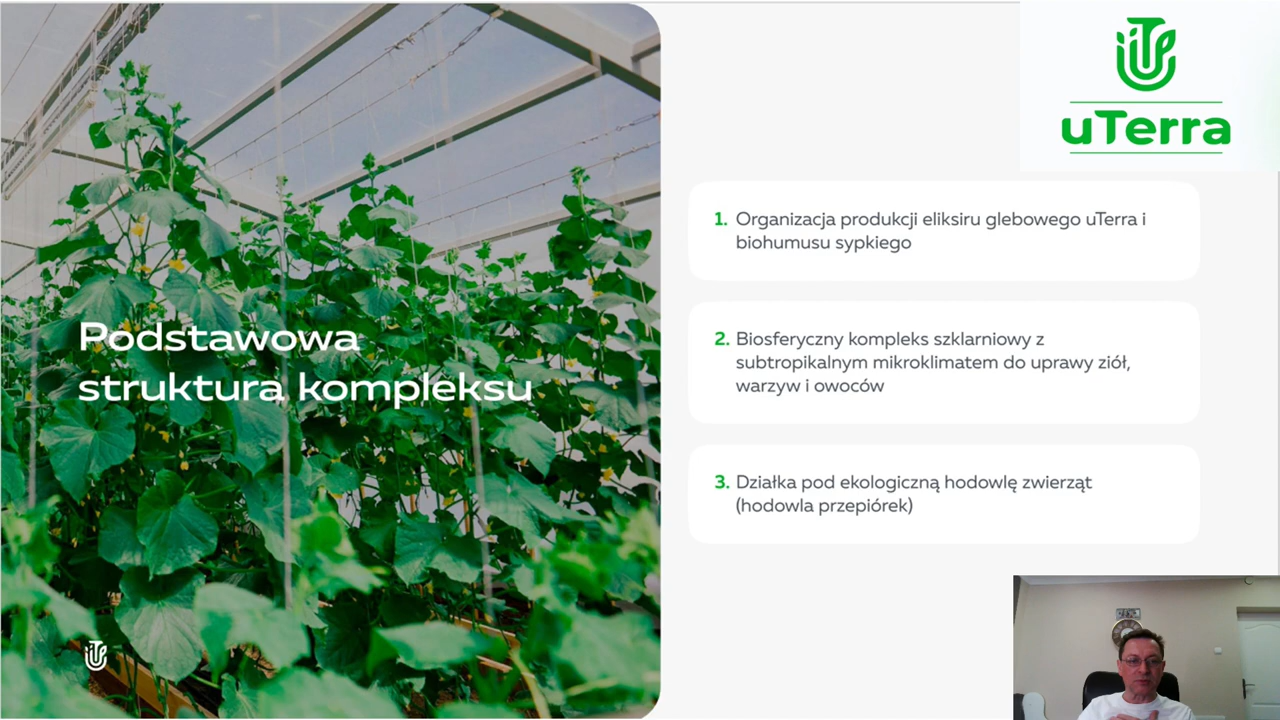 uTerra
Podstawowa
struktura kompleksu
1. Organizacja produkcji eliksiru glebowego uTerra i
biohumusu sypkiego
2. Biosferyczny kompleks szklarniowy z
subtropikalnym mikroklimatem do uprawy ziół,
warzyw i owoców
3. Działka pod ekologiczną hodowlę zwierząt
(hodowla przepiórek)